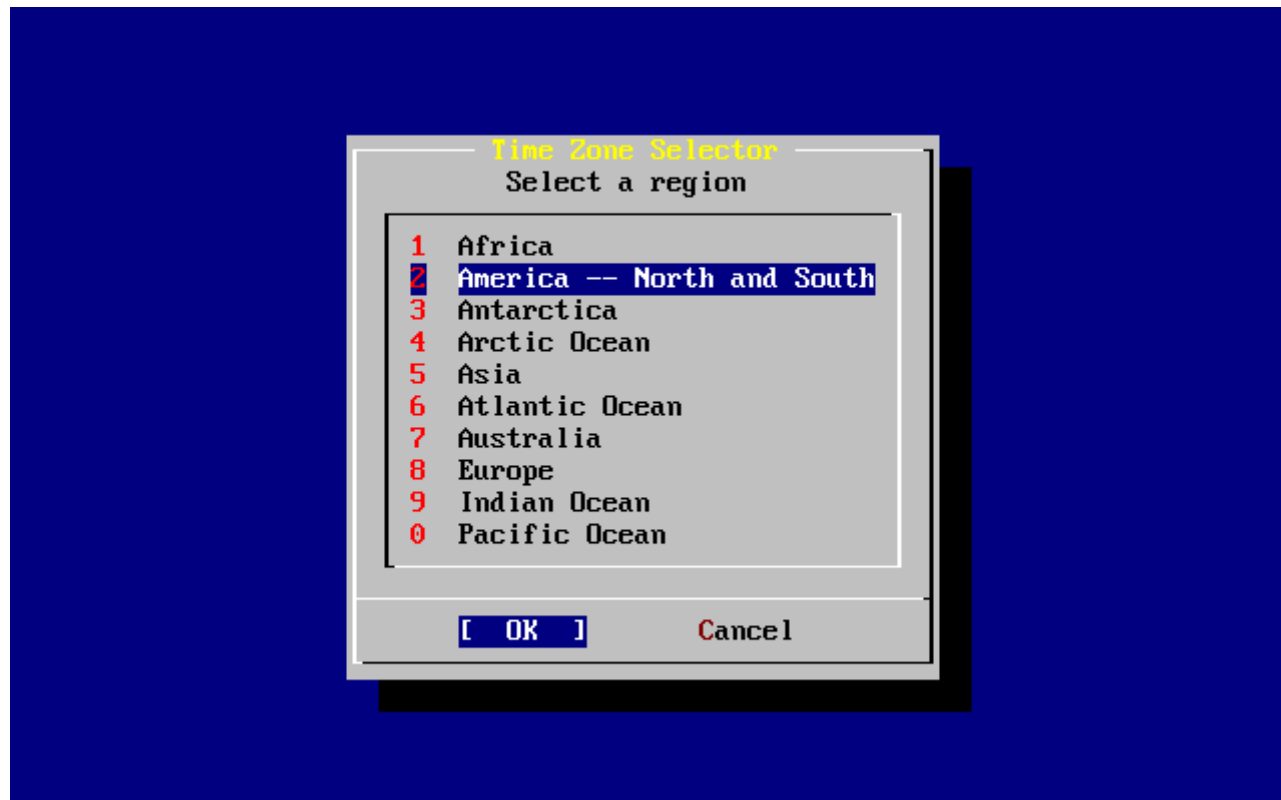 Time Zone Selector
Select a region
1 Africa
2 America -- North and South
3 Antarctica
4 Arctic Ocean
5 Asia
6 Atlantic Ocean
7 Australia
8 Europe
9 Indian Ocean
0 Pacific Ocean
[ OK ] Cancel